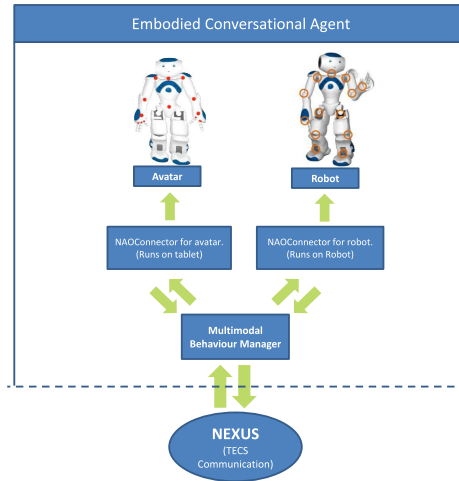 Embodied Conversational Agent
Avatar
Robot
NAOConnector for avatar.
(Runs on tablet)
NAOConnector for robot.
(Runs on Robot)
Multimodal
Behaviour Manager
NEXUS
(TECS
Communication)